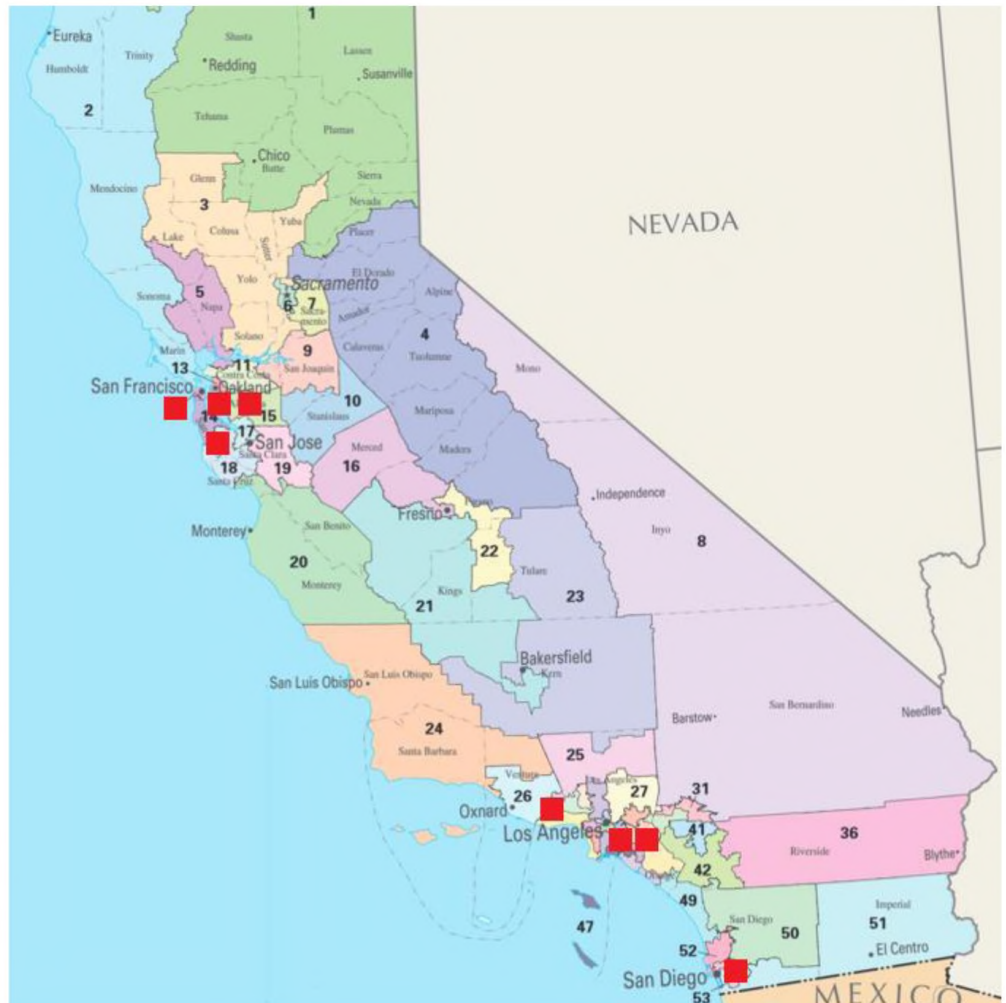 1
Eureka
Shasta
Trinity
Lassen
Humboldt
Redding
Susanville
2
Tehama
Plumas
Chico
Butte
Mendocino
Glenn
Sierra
3
Nevada
Yuba
Colusa
Placer
Lake
Sutter
NEVADA
Yolo
El Dorado
Sacramento
5
6
7
Sacra-
mento
Alpine
Sonoma
Napa
Amador
Solano
4
Marin
9
Calaveras
Tuolumne
13
11
Contra Costa
San Joaquin
Mono
San Francisco
Oakland
10
14
15
Stanislaus
Mariposa
17
San Jose
Santa Clara
Merced
Madera
18
19
16
Santa Cruz
Independence
Fresno
Fresno
Monterey
San Benito
Inyo
8
22
20
Tulare
Monterey
Kings
23
21
Bakersfield
Kern
San Luis Obispo
San Luis Obispo
San Bernardino
Needles
Barstow
24
Santa Barbara
25
Ventura
Los Angeles
26
27
31
Oxnard
Los Angeles
41
36
Riverside
Blythe
42
49
Imperial
San Diego
47
50
51
52
El Centro
San Diego
53
MEXICO